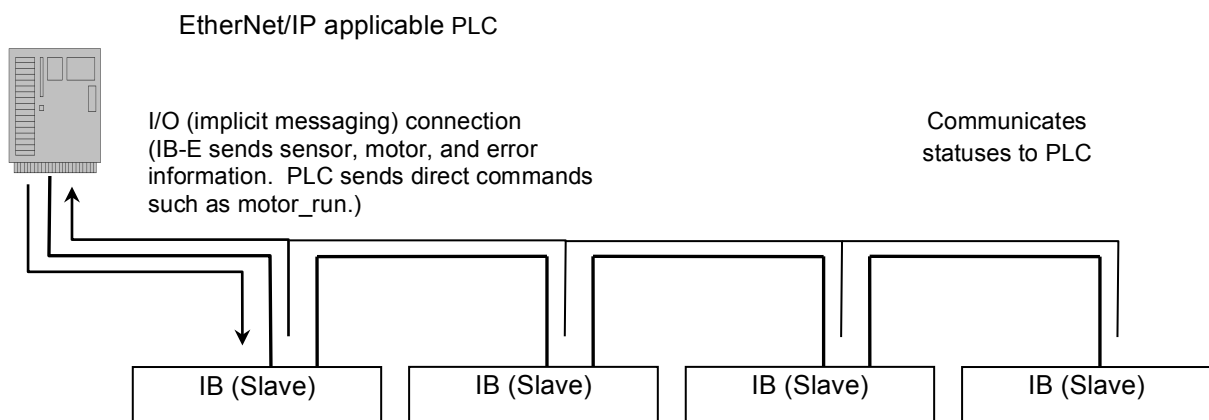 EtherNet/IP applicable PLC
I/O (implicit messaging) connection
(IB-E sends sensor, motor, and error
information.  PLC sends direct commands
such as motor_run.)
Communicates
statuses to PLC
IB (Slave)
IB (Slave)
IB (Slave)
IB (Slave)